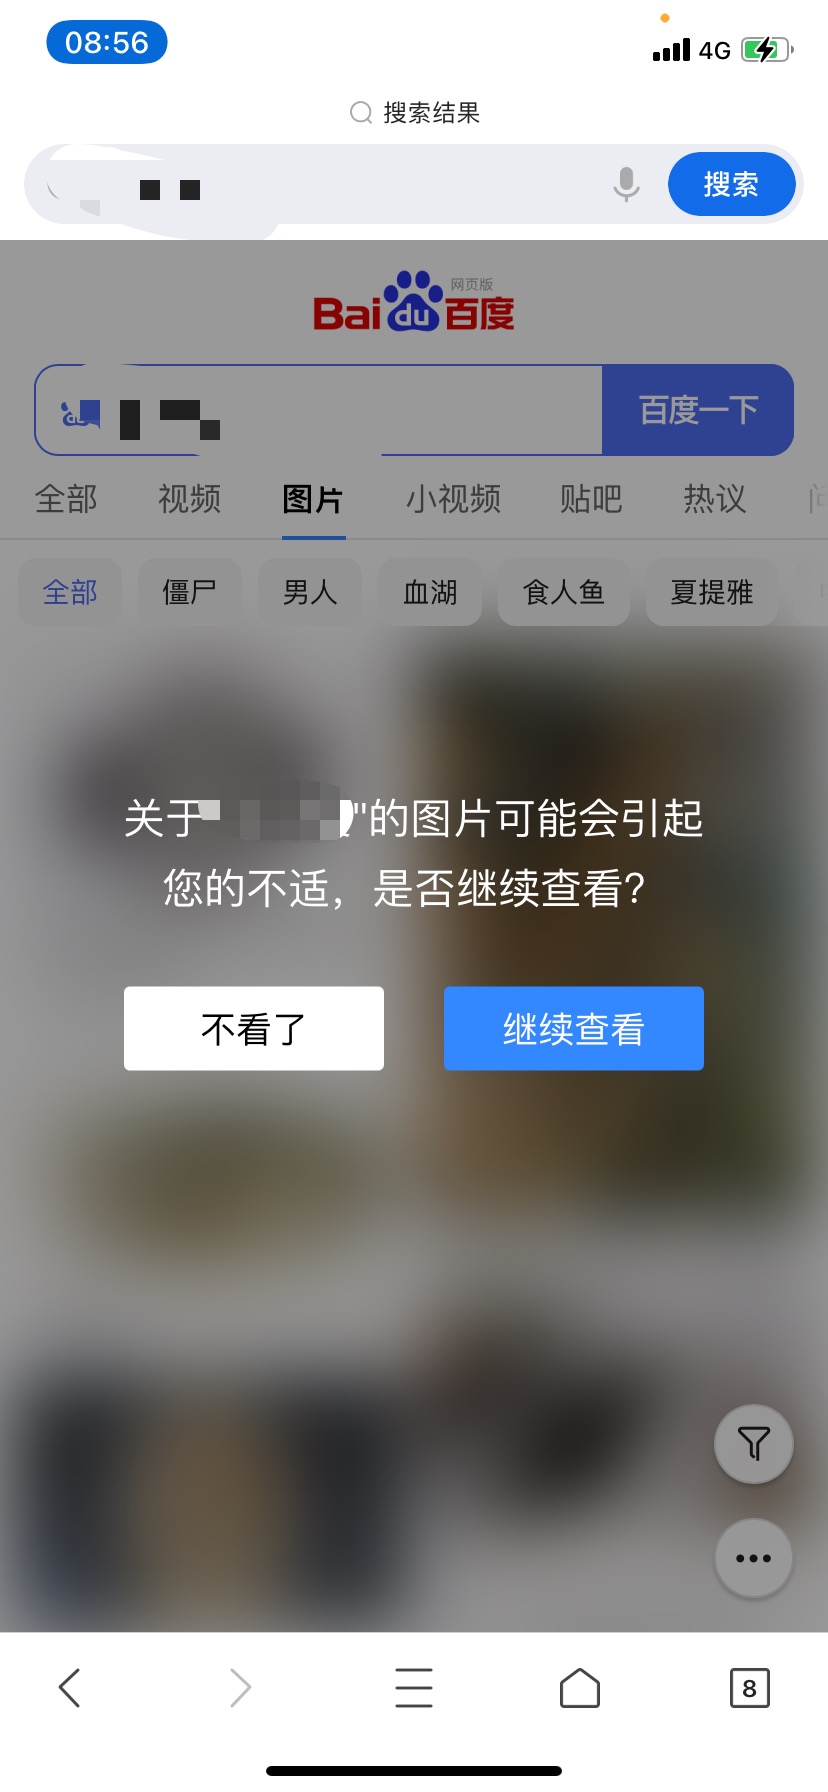 08:56
4G
搜索结果
搜索
Bai du 百度 网页版
百度一下
全部 视频 图片 小视频 贴吧 热议
全部 僵尸 男人 血湖 食人鱼 夏提雅
关于 "的图片可能会引起
您的不适，是否继续查看?
不看了 继续查看
8